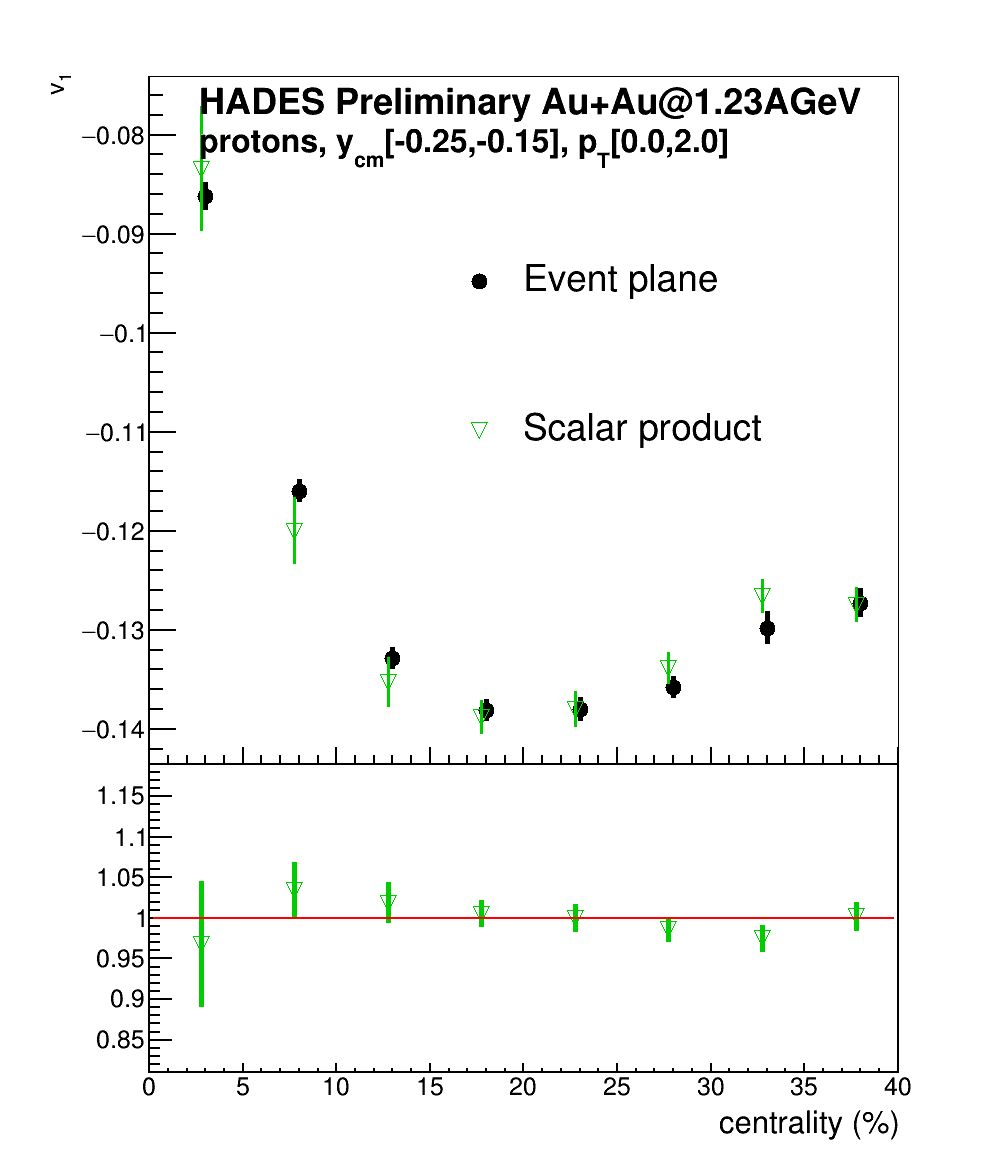 v1
HADES Preliminary Au+Au@1.23AGeV
protons, ycm[-0.25,-0.15], pT[0.0,2.0]
−0.08
−0.09
Event plane
−0.1
−0.11
Scalar product
−0.12
−0.13
−0.14
1.15
1.1
1.05
1
0.95
0.9
0.85
0 5 10 15 20 25 30 35 40
centrality (%)